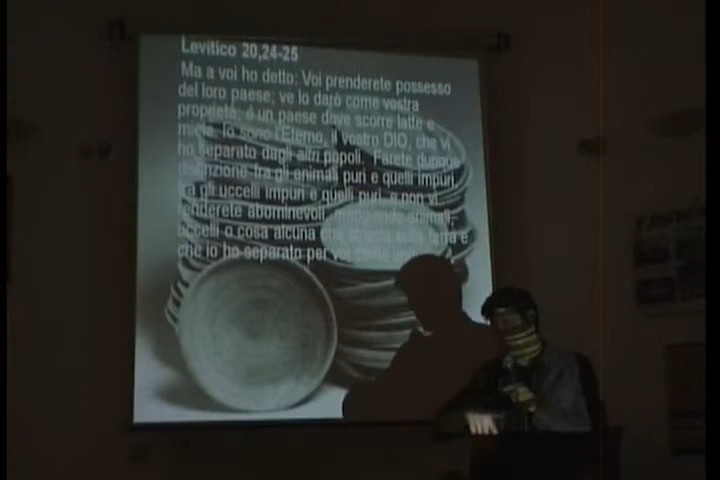 Levitico 20,24-25
Ma a voi ho detto: Voi prenderete possesso
del loro paese; ve lo darò come vostra
proprietà; é un paese dove scorre latte e
miele. Io sono l'Eterno, il vostro DIO, che vi
ho separato dagli altri popoli. Farete dunque
distinzione fra gli animali puri e quelli impuri
fra gli uccelli impuri e quelli puri, e non vi
renderete abominevoli mangiando animali,
uccelli o cosa alcuna che striscia sulla terra e
che io ho separato per voi come